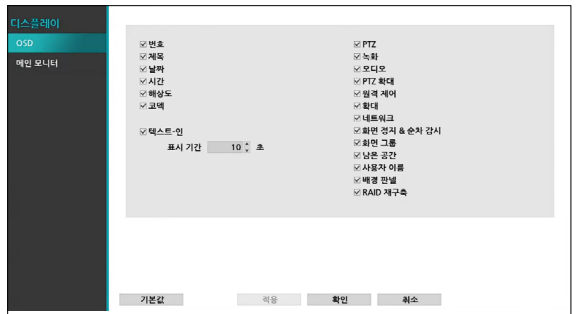 디스플레이
OSD
메인 모니터
번호
제목
날짜
시간
해상도
코덱
텍스트-인
표시 기간 10 초
PTZ
녹화
오디오
PTZ 확대
원격 제어
확대
네트워크
화면 정지 & 순차 감시
화면 그룹
남은 공간
사용자 이름
배경 판넬
RAID 재구축
기본값 적용 확인 취소